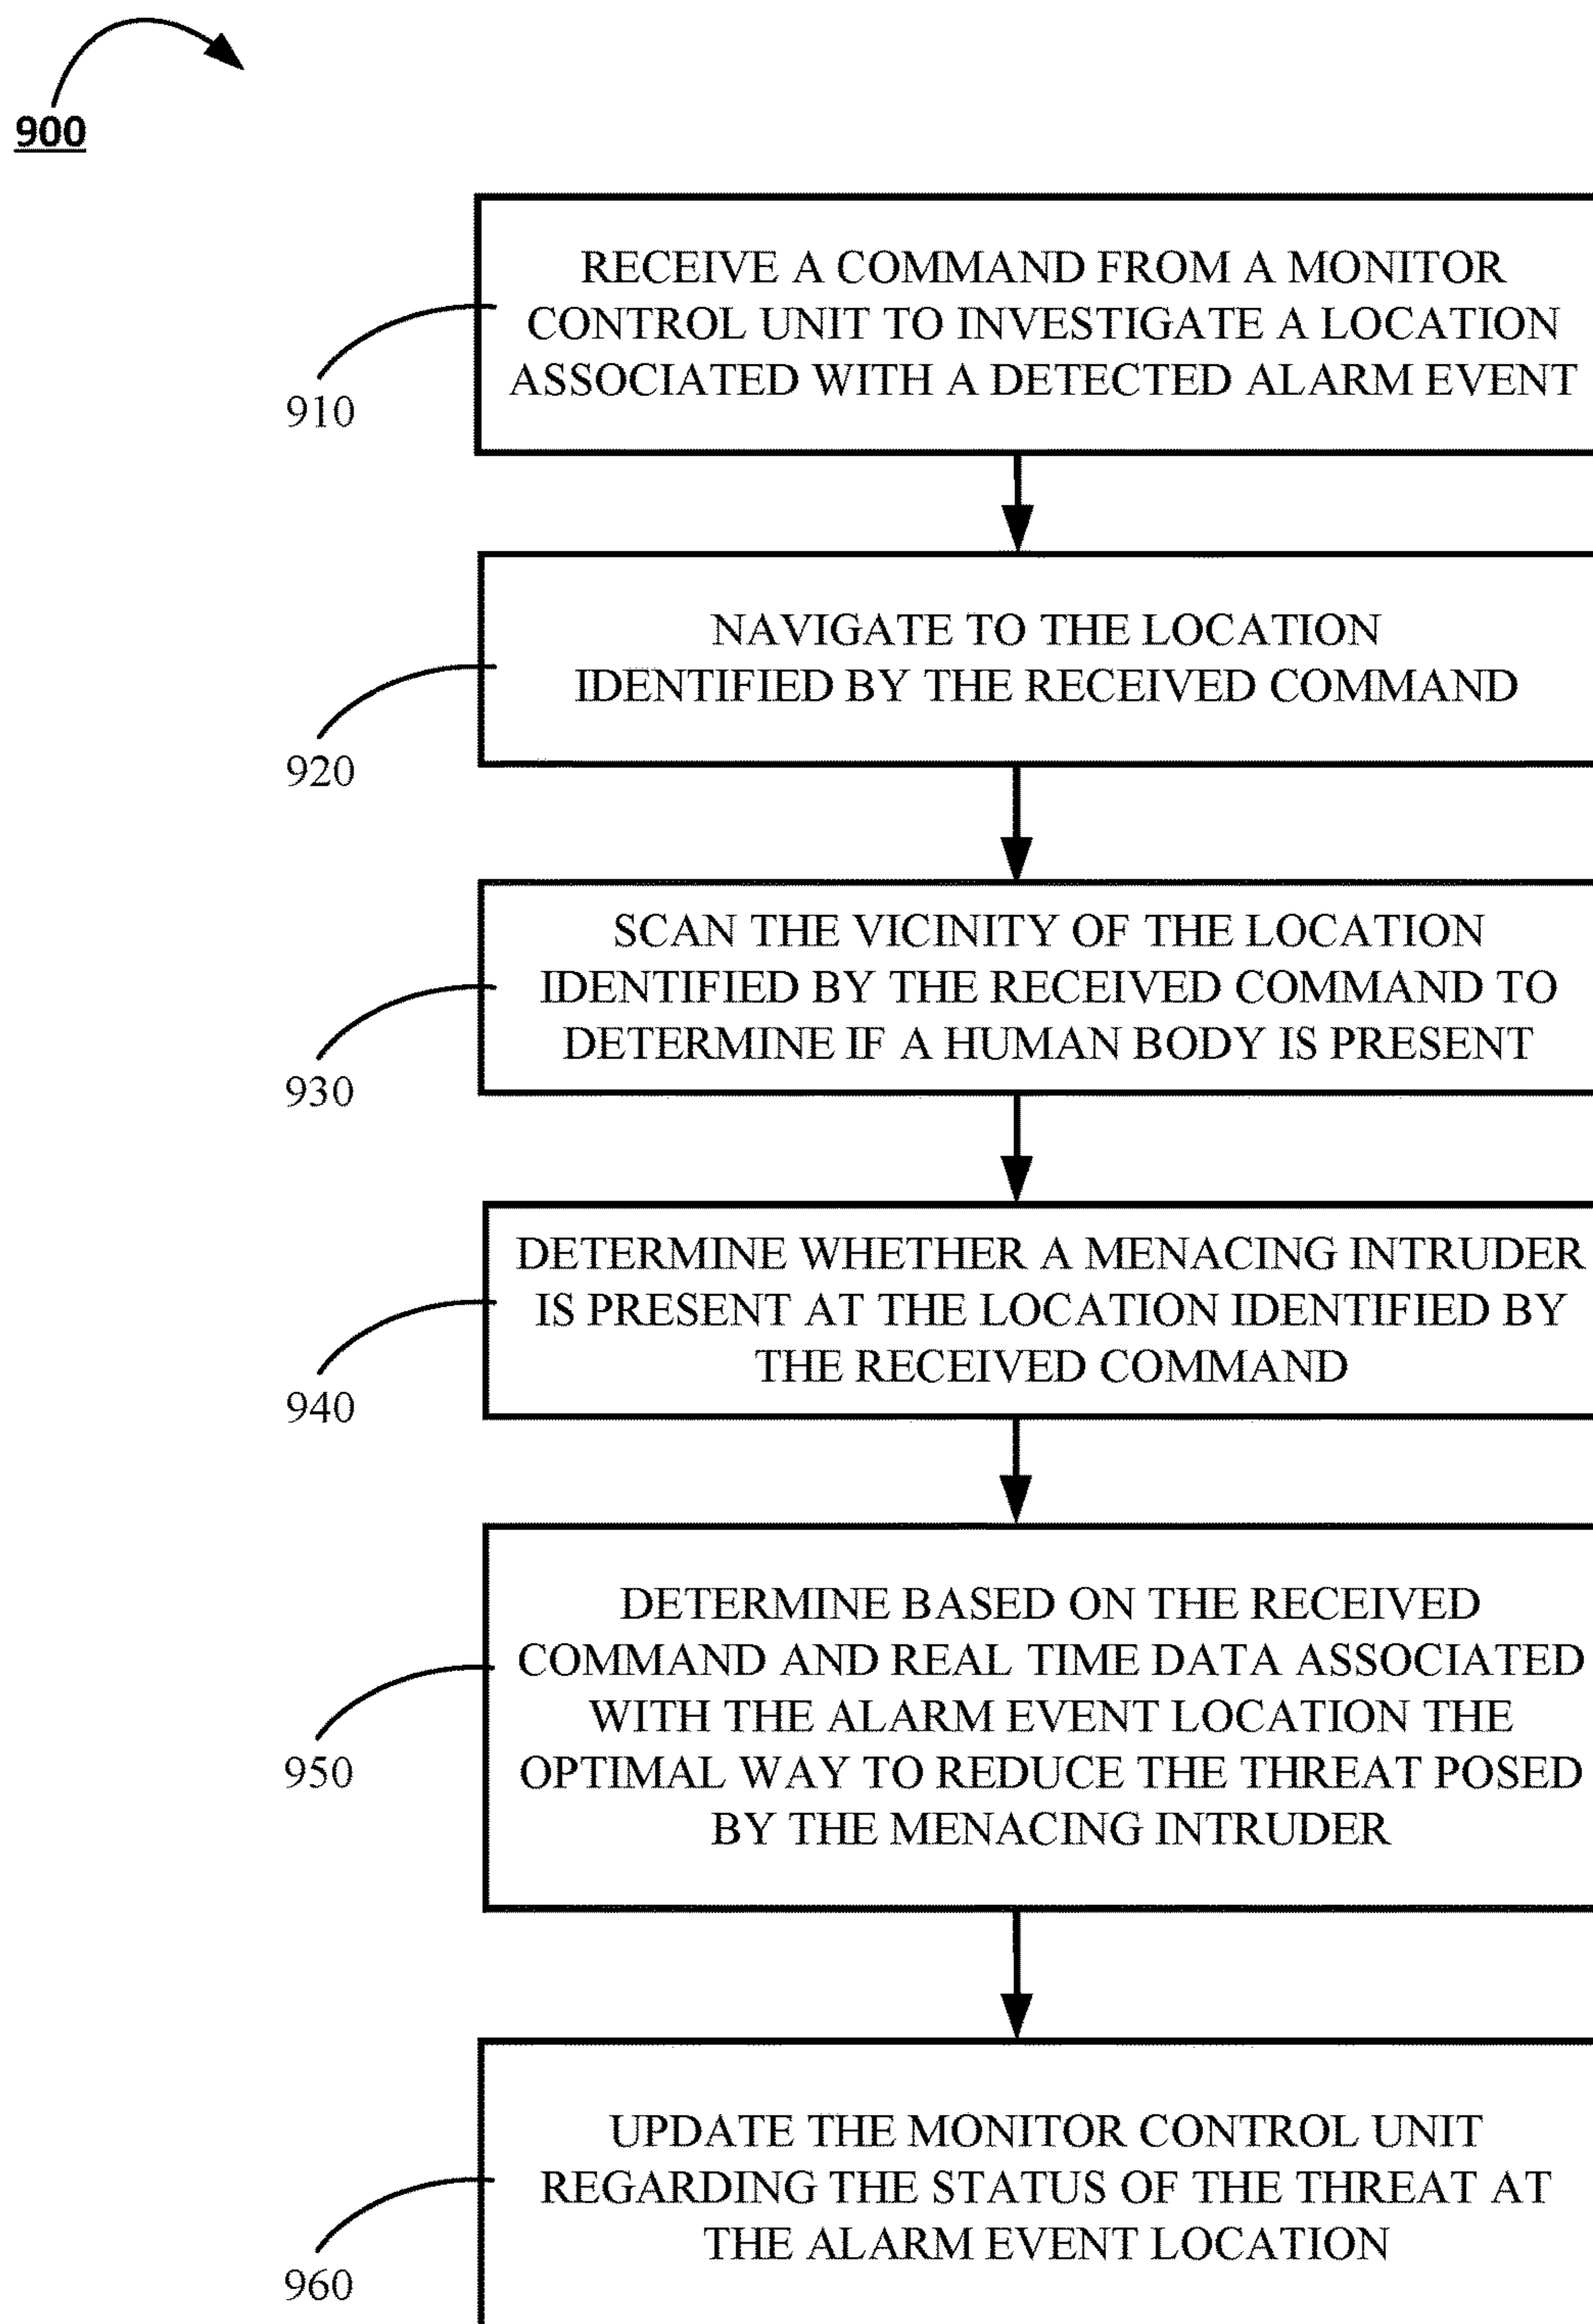 900
RECEIVE A COMMAND FROM A MONITOR
CONTROL UNIT TO INVESTIGATE A LOCATION
ASSOCIATED WITH A DETECTED ALARM EVENT
910
NAVIGATE TO THE LOCATION
IDENTIFIED BY THE RECEIVED COMMAND
920
SCAN THE VICINITY OF THE LOCATION
IDENTIFIED BY THE RECEIVED COMMAND TO
DETERMINE IF A HUMAN BODY IS PRESENT
930
DETERMINE WHETHER A MENACING INTRUDER
IS PRESENT AT THE LOCATION IDENTIFIED BY
THE RECEIVED COMMAND
940
DETERMINE BASED ON THE RECEIVED
COMMAND AND REAL TIME DATA ASSOCIATED
WITH THE ALARM EVENT LOCATION THE
OPTIMAL WAY TO REDUCE THE THREAT POSED
BY THE MENACING INTRUDER
950
UPDATE THE MONITOR CONTROL UNIT
REGARDING THE STATUS OF THE THREAT AT
THE ALARM EVENT LOCATION
960